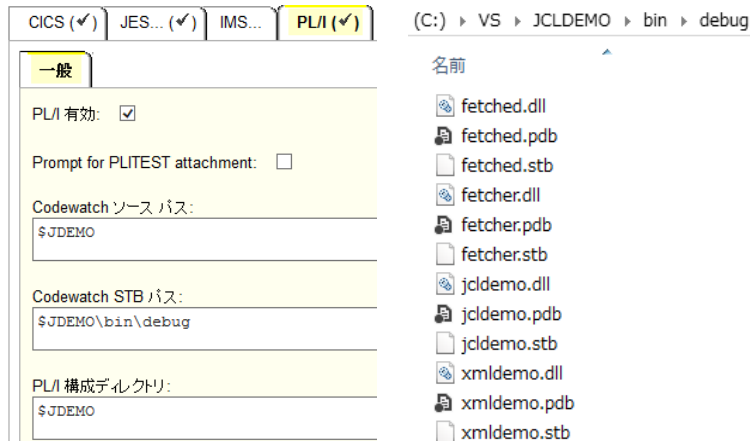 CICS (✔)
JES... (✔)
IMS...
PL/I (✔)
一般
PL/I 有効:
Prompt for PLITEST attachment:
Codewatch ソース パス:
$JDEMO
Codewatch STB パス:
$JDEMO\bin\debug
PL/I 構成ディレクトリ:
$JDEMO
(C:) ▸ VS ▸ JCLDEMO ▸ bin ▸ debug
名前
fetched.dll
fetched.pdb
fetched.stb
fetcher.dll
fetcher.pdb
fetcher.stb
jcldemo.dll
jcldemo.pdb
jcldemo.stb
xmldemo.dll
xmldemo.pdb
xmldemo.stb